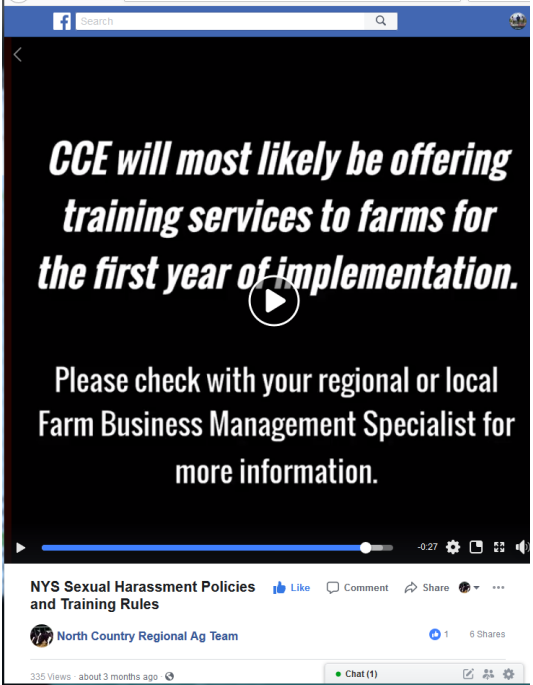 f
Search
CCE will most likely be offering
training services to farms for
the first year of implementation.
Please check with your regional or local
Farm Business Management Specialist for
more information.
-0:27
NYS Sexual Harassment Policies
and Training Rules
Like Comment Share
North Country Regional Ag Team
1 6 Shares
335 Views · about 3 months ago ·
Chat (1)